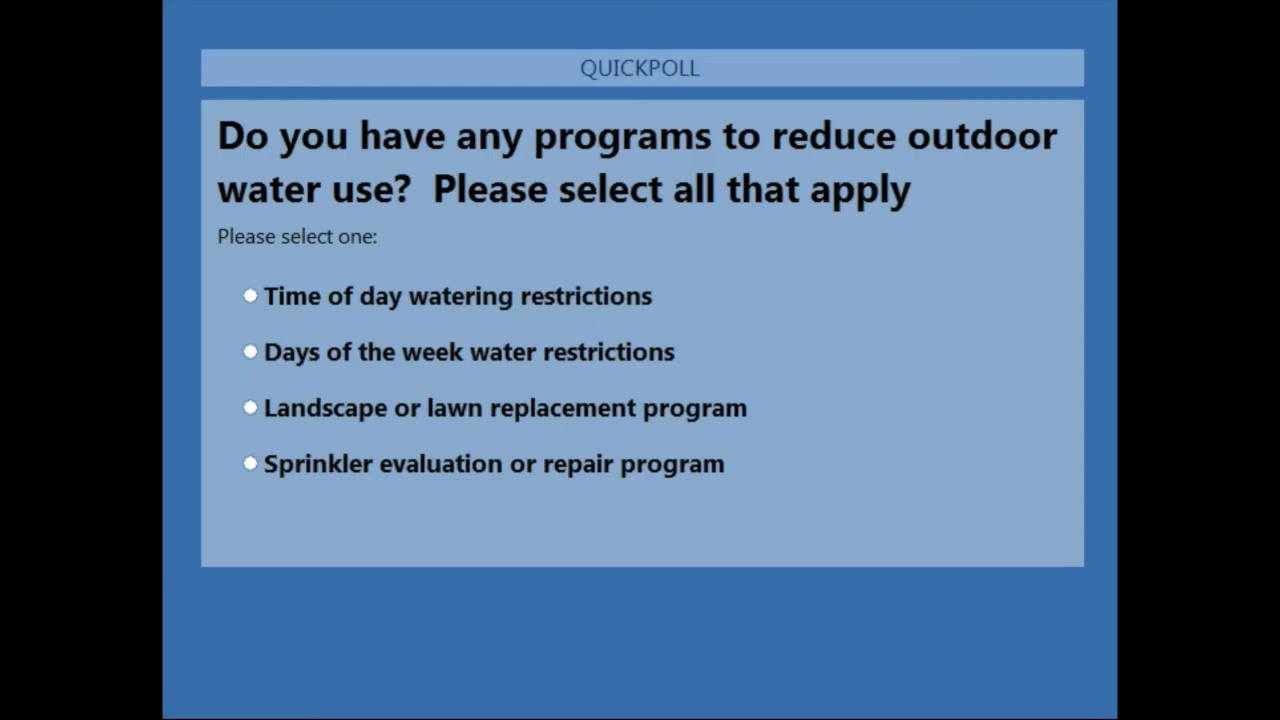 QUICKPOLL
Do you have any programs to reduce outdoor
water use?  Please select all that apply
Please select one:
Time of day watering restrictions
Days of the week water restrictions
Landscape or lawn replacement program
Sprinkler evaluation or repair program